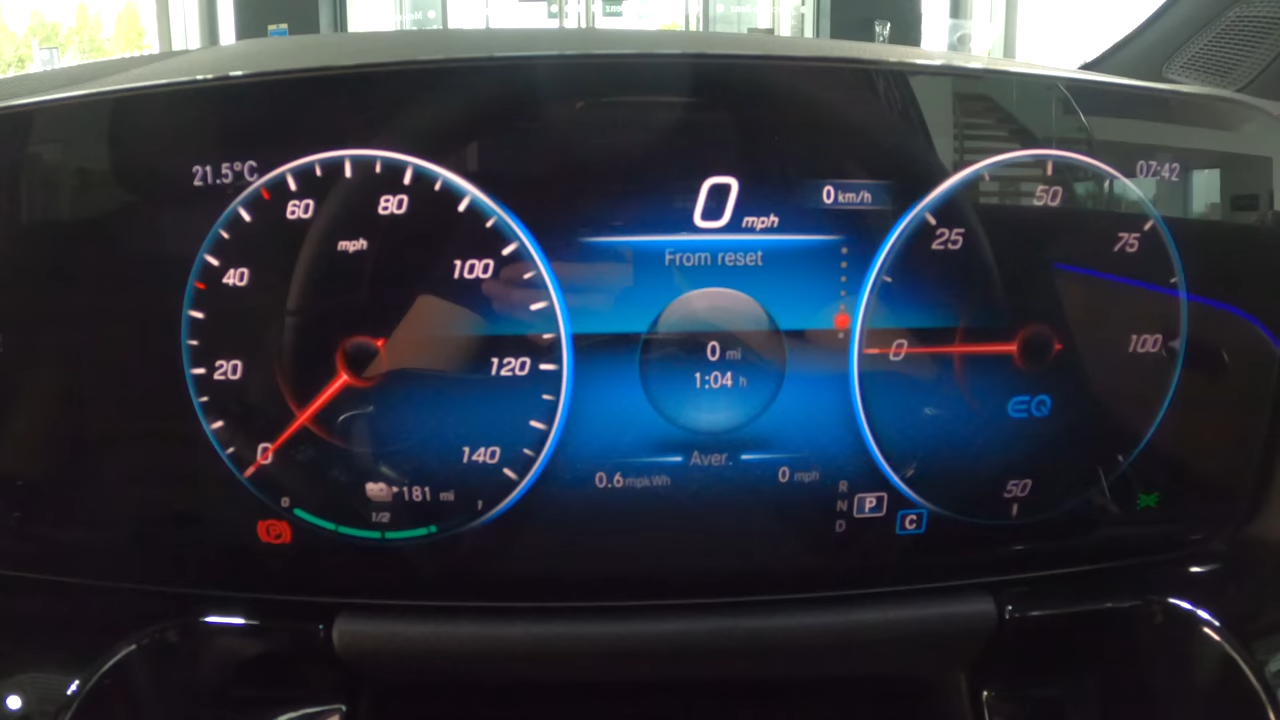 21.5°C
07:42
0 mph
0 km/h
From reset
0 mi
1:04 h
Aver.
0.6 mpkWh
0 mph
mph
0
20
40
60
80
100
120
140
181 mi
0
1/2
1
P
R
N
D
P
C
0
25
50
75
100
50
EQ